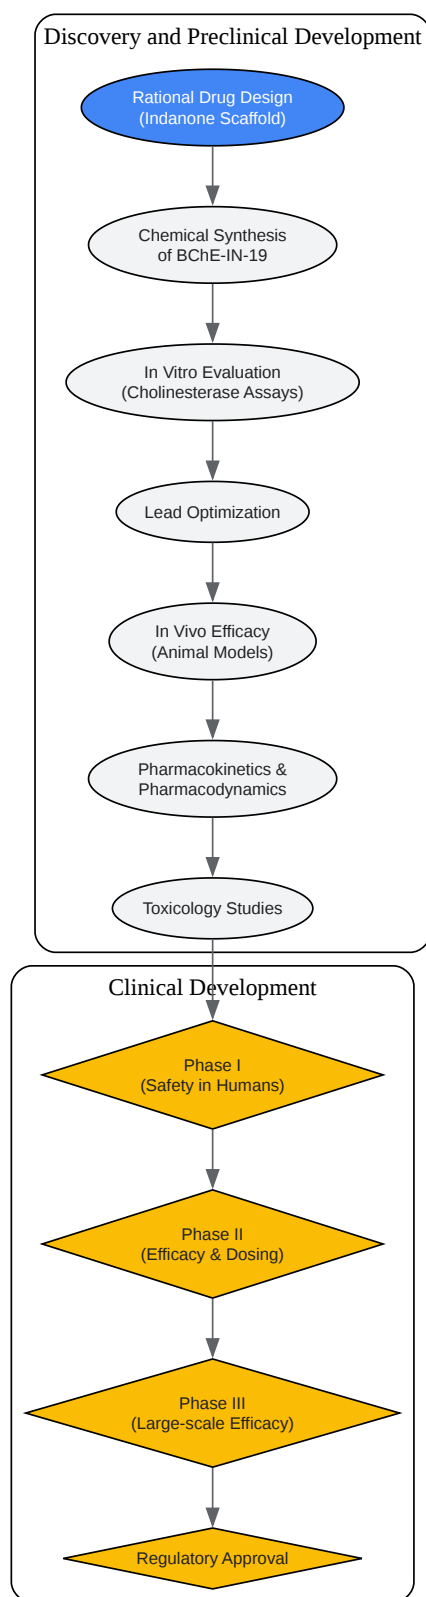 Discovery and Preclinical Development
Rational Drug Design
(Indanone Scaffold)
Chemical Synthesis
of BChE-IN-19
In Vitro Evaluation
(Cholinesterase Assays)
Lead Optimization
In Vivo Efficacy
(Animal Models)
Pharmacokinetics &
Pharmacodynamics
Toxicology Studies
Clinical Development
Phase I
(Safety in Humans)
Phase II
(Efficacy & Dosing)
Phase III
(Large-scale Efficacy)
Regulatory Approval